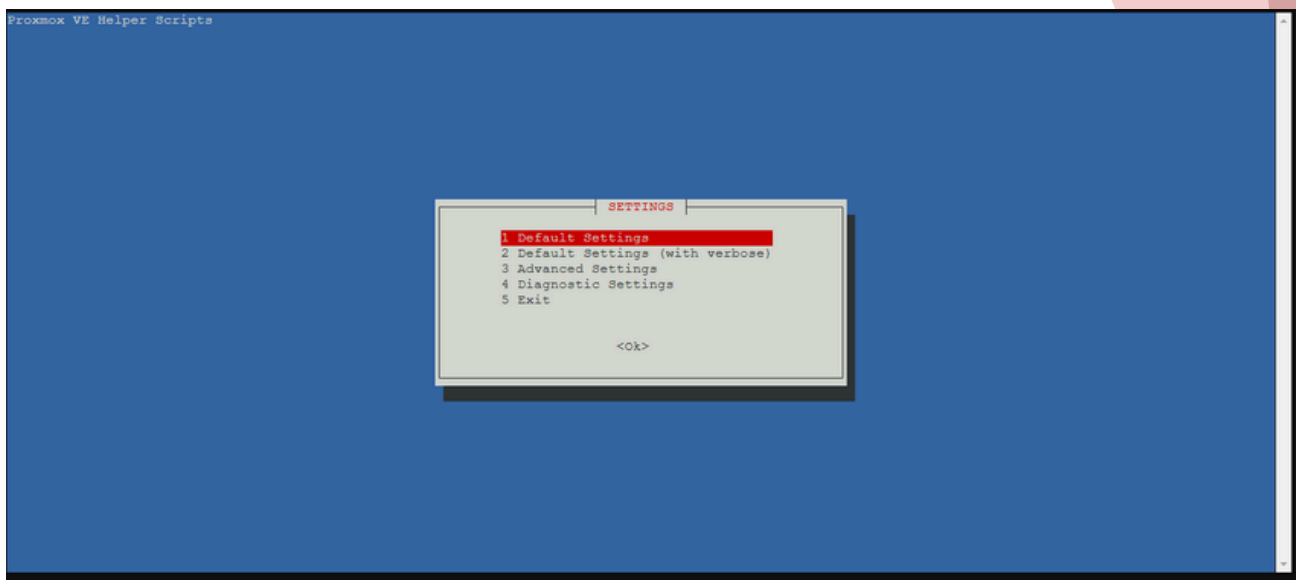 Proxmox VE Helper Scripts
SETTINGS
1 Default Settings
2 Default Settings (with verbose)
3 Advanced Settings
4 Diagnostic Settings
5 Exit
<Ok>